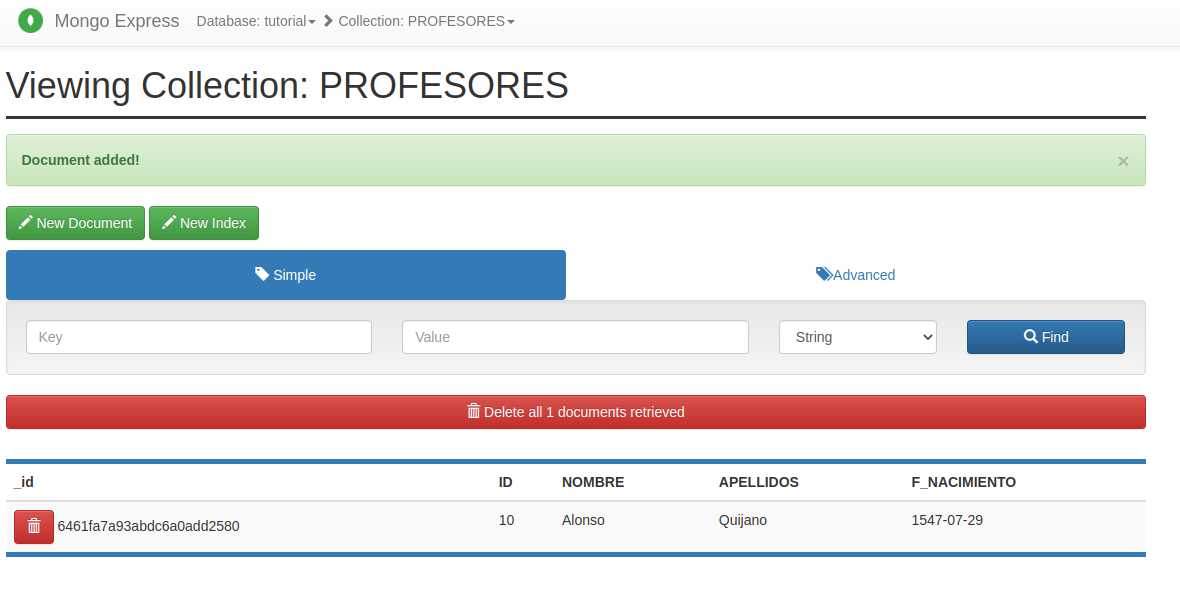 Mongo Express Database: tutorial Collection: PROFESORES
Viewing Collection: PROFESORES
Document added! ×
New Document New Index
Simple Advanced
Key Value String Find
Delete all 1 documents retrieved
_id ID NOMBRE APELLIDOS F_NACIMIENTO
6461fa7a93abdc6a0add2580 10 Alonso Quijano 1547-07-29